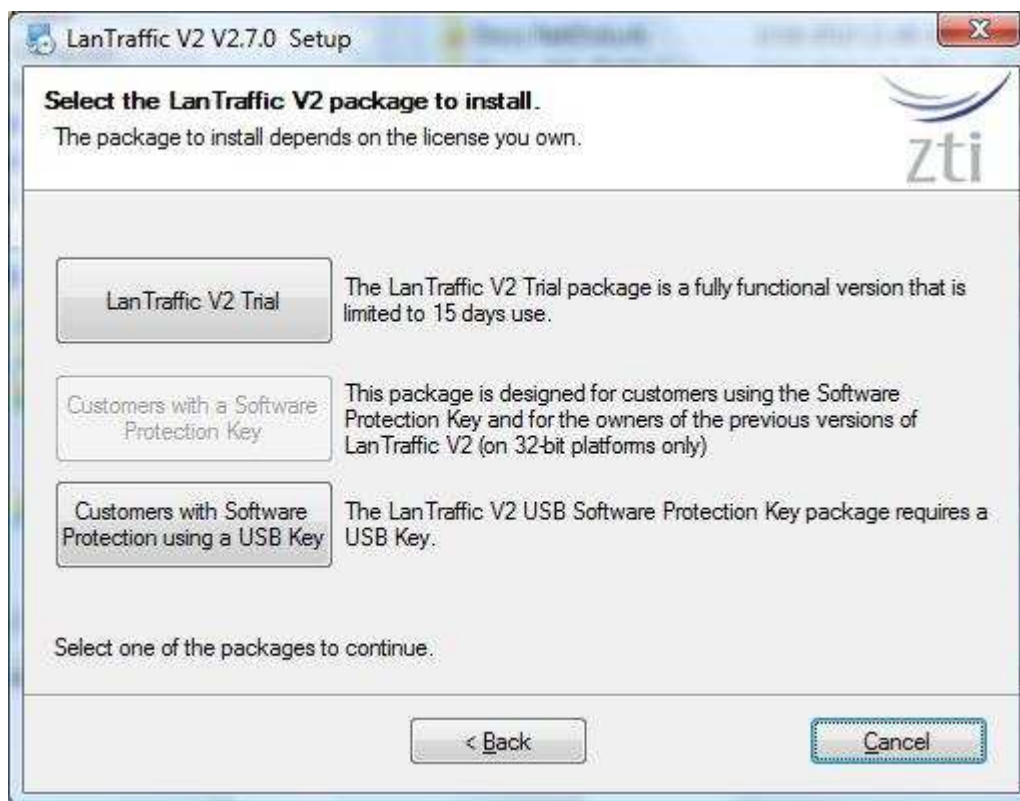 LanTraffic V2 V2.7.0 Setup
Select the LanTraffic V2 package to install.
The package to install depends on the license you own.
zti
LanTraffic V2 Trial
The LanTraffic V2 Trial package is a fully functional version that is
limited to 15 days use.
Customers with a Software
Protection Key
This package is designed for customers using the Software
Protection Key and for the owners of the previous versions of
LanTraffic V2 (on 32-bit platforms only)
Customers with Software
Protection using a USB Key
The LanTraffic V2 USB Software Protection Key package requires a
USB Key.
Select one of the packages to continue.
< Back
Cancel